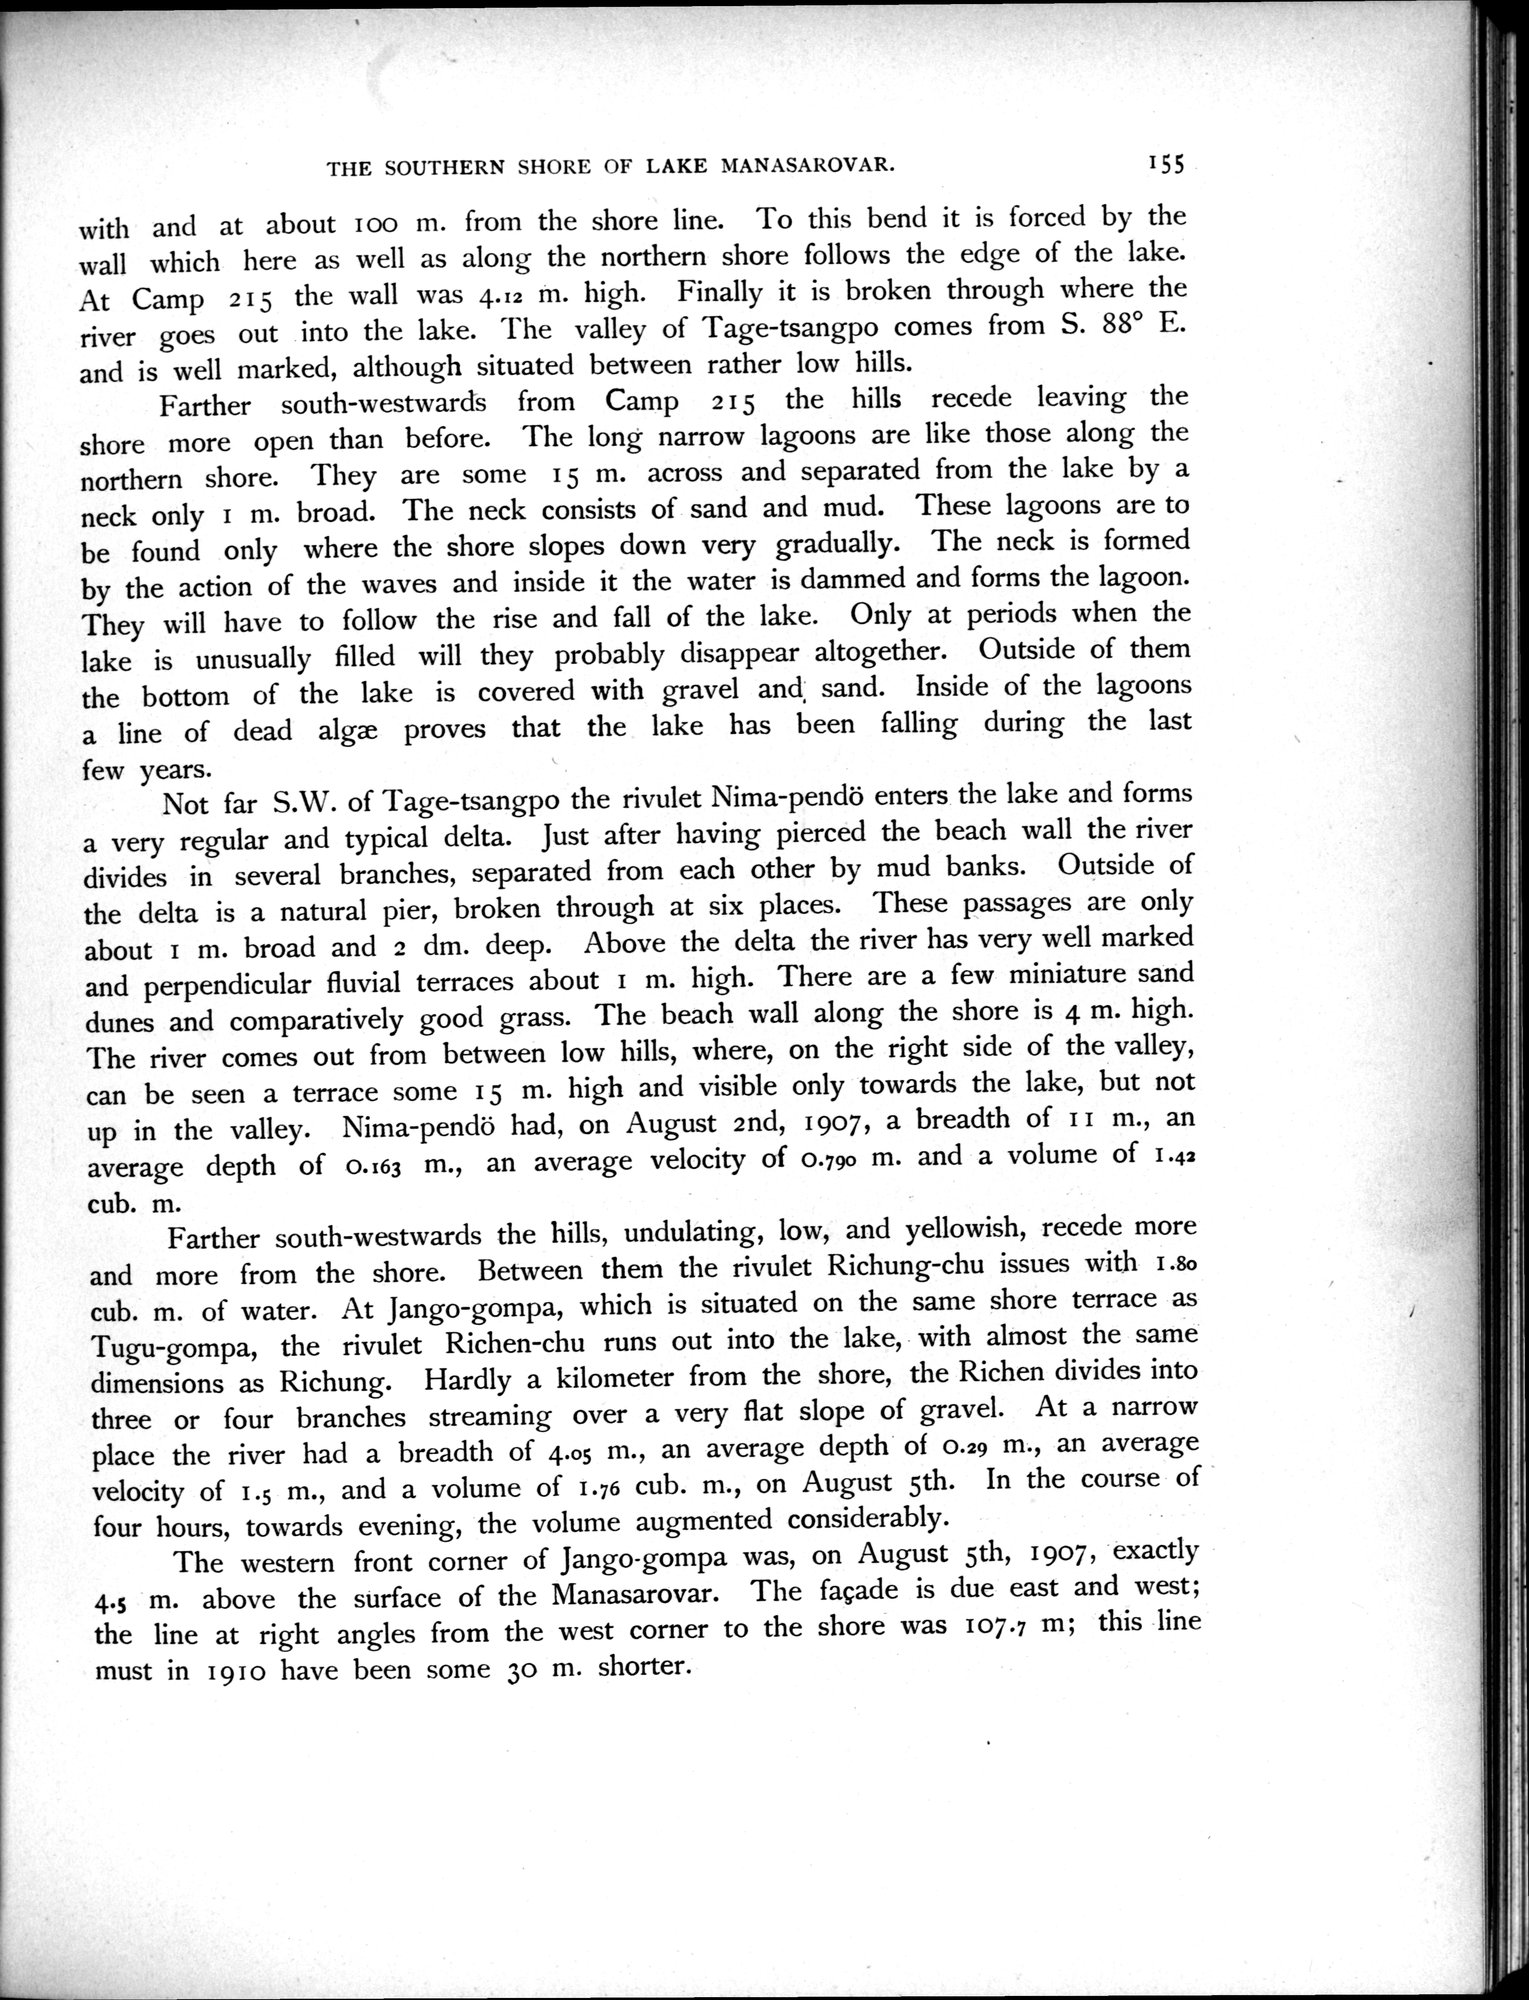 THE SOUTHERN SHORE OF LAKE MANASAROVAR. 155
with and at about 100 m. from the shore line. To this bend it is forced by the
wall which here as well as along the northern shore follows the edge of the lake.
At Camp 215 the wall was 4.12 m. high. Finally it is broken through where the
river goes out into the lake. The valley of Tage-tsangpo comes from S. 88° E.
and is well marked, although situated between rather low hills.
Farther south-westwards from Camp 215 the hills recede leaving the
shore more open than before. The long narrow lagoons are like those along the
northern shore. They are some 15 m. across and separated from the lake by a
neck only 1 m. broad. The neck consists of sand and mud. These lagoons are to
be found only where the shore slopes down very gradually. The neck is formed
by the action of the waves and inside it the water is dammed and forms the lagoon.
They will have to follow the rise and fall of the lake. Only at periods when the
lake is unusually filled will they probably disappear altogether. Outside of them
the bottom of the lake is covered with gravel and sand. Inside of the lagoons
a line of dead algæ proves that the lake has been falling during the last
few years.
Not far S.W. of Tage-tsangpo the rivulet Nima-pendö enters the lake and forms
a very regular and typical delta. Just after having pierced the beach wall the river
divides in several branches, separated from each other by mud banks. Outside of
the delta is a natural pier, broken through at six places. These passages are only
about 1 m. broad and 2 dm. deep. Above the delta the river has very well marked
and perpendicular fluvial terraces about 1 m. high. There are a few miniature sand
dunes and comparatively good grass. The beach wall along the shore is 4 m. high.
The river comes out from between low hills, where, on the right side of the valley,
can be seen a terrace some 15 m. high and visible only towards the lake, but not
up in the valley. Nima-pendö had, on August 2nd, 1907, a breadth of 11 m., an
average depth of 0.163 m., an average velocity of 0.790 m. and a volume of 1.42
cub. m.
Farther south-westwards the hills, undulating, low, and yellowish, recede more
and more from the shore. Between them the rivulet Richung-chu issues with 1.80
cub. m. of water. At Jango-gompa, which is situated on the same shore terrace as
Tugu-gompa, the rivulet Richen-chu runs out into the lake, with almost the same
dimensions as Richung. Hardly a kilometer from the shore, the Richen divides into
three or four branches streaming over a very flat slope of gravel. At a narrow
place the river had a breadth of 4.05 m., an average depth of 0.29 m., an average
velocity of 1.5 m., and a volume of 1.76 cub. m., on August 5th. In the course of
four hours, towards evening, the volume augmented considerably.
The western front corner of Jango-gompa was, on August 5th, 1907, exactly
4.5 m. above the surface of the Manasarovar. The façade is due east and west;
the line at right angles from the west corner to the shore was 107.7 m; this line
must in 1910 have been some 30 m. shorter.